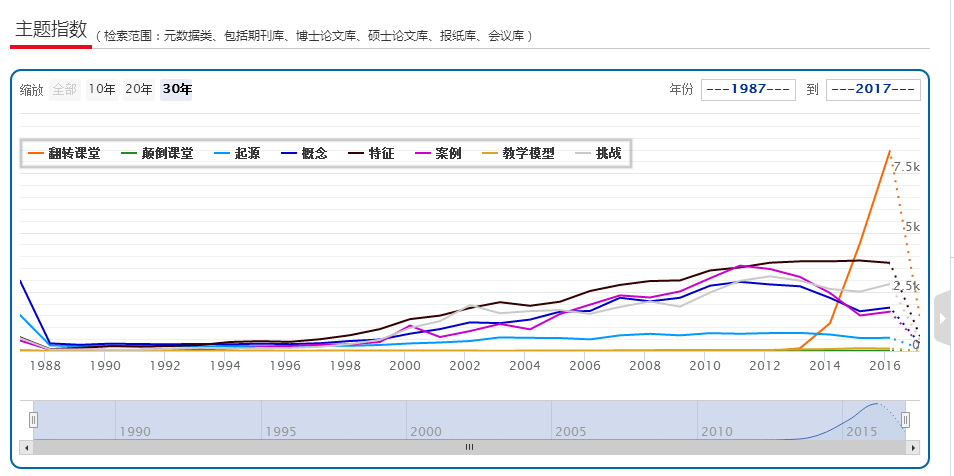 主题指数 ( 检索范围：元数据类、包括期刊库、博士论文库、硕士论文库、报纸库、会议库 )
缩放 全部 10年 20年 30年 年份 ---1987--- 到 ---2017---
翻转课堂 颠倒课堂 起源 概念 特征 案例 教学模型 挑战
7.5k
5k
2.5k
0
1988 1990 1992 1994 1996 1998 2000 2002 2004 2006 2008 2010 2012 2014 2016
1990 1995 2000 2005 2010 2015